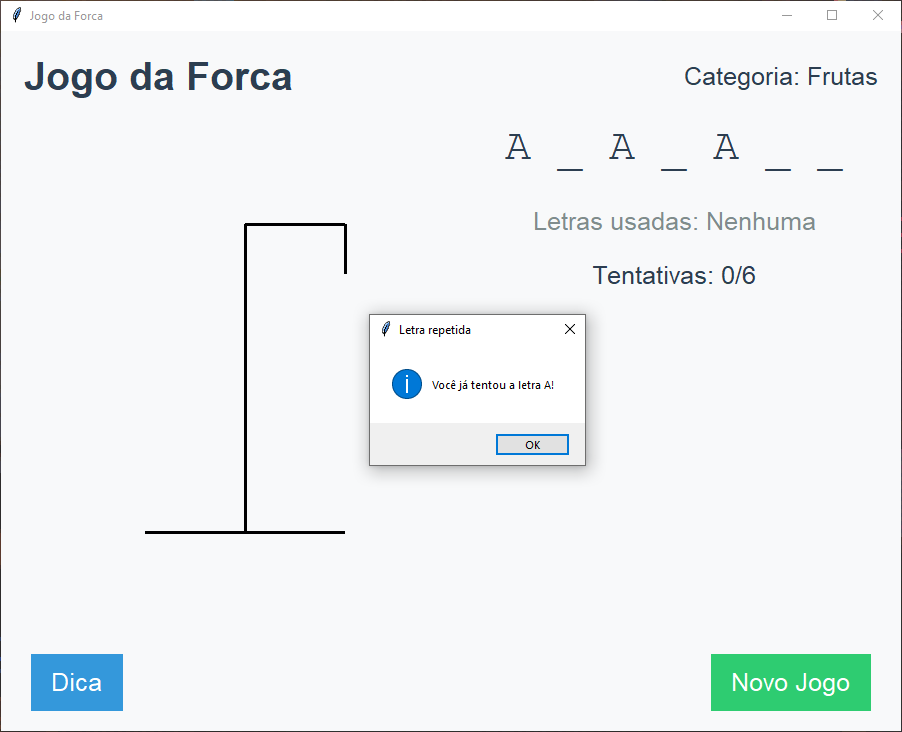 Jogo da Forca
Jogo da Forca
Categoria: Frutas
A _ A _ A _ _
Letras usadas: Nenhuma
Tentativas: 0/6
Letra repetida
Você já tentou a letra A!
OK
Dica
Novo Jogo